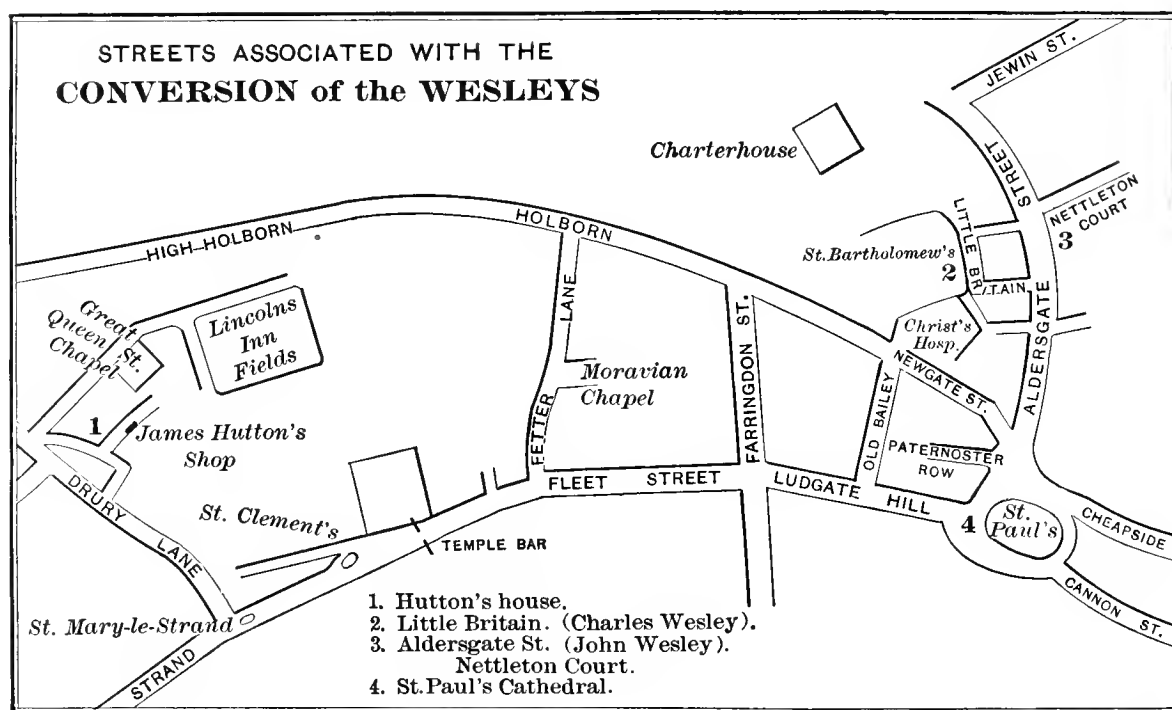 STREETS ASSOCIATED WITH THE
CONVERSION of the WESLEYS
JEWIN ST.
Charterhouse
STREET
NETTLETON
COURT
3
HOLBORN
HIGH HOLBORN
LITTLE BR
ITAIN
St. Bartholomew's
2
ALDERSGATE
Great
Queen St.
Chapel
Lincolns
Inn
Fields
LANE
FARRINGDON ST.
Christ's
Hosp.
NEWGATE ST.
Moravian
Chapel
FETTER
OLD BAILEY
PATERNOSTER
ROW
1
James Hutton's
Shop
FLEET STREET
LUDGATE HILL
4
St.
Paul's
CHEAPSIDE
CANNON ST.
DRURY LANE
St. Clement's
TEMPLE BAR
St. Mary-le-Strand
STRAND
1. Hutton's house.
2. Little Britain. (Charles Wesley).
3. Aldersgate St. (John Wesley).
Nettleton Court.
4. St. Paul's Cathedral.